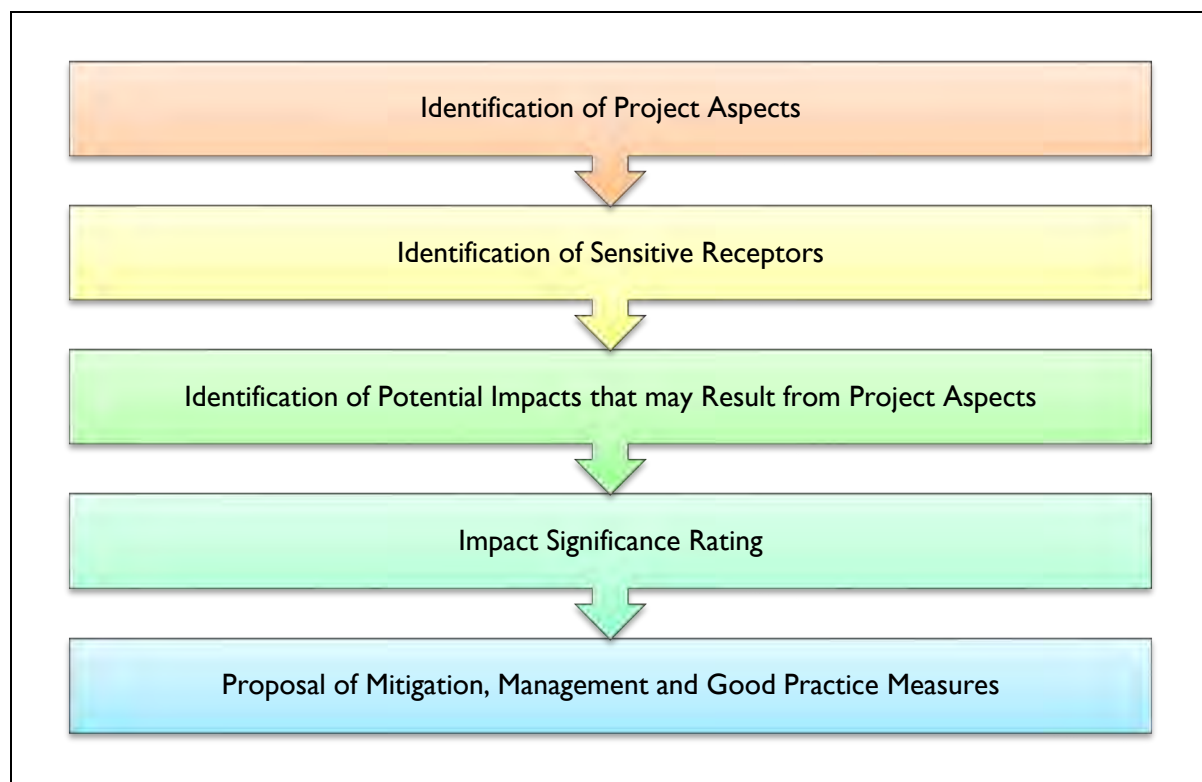 Identification of Project Aspects
Identification of Sensitive Receptors
Identification of Potential Impacts that may Result from Project Aspects
Impact Significance Rating
Proposal of Mitigation, Management and Good Practice Measures